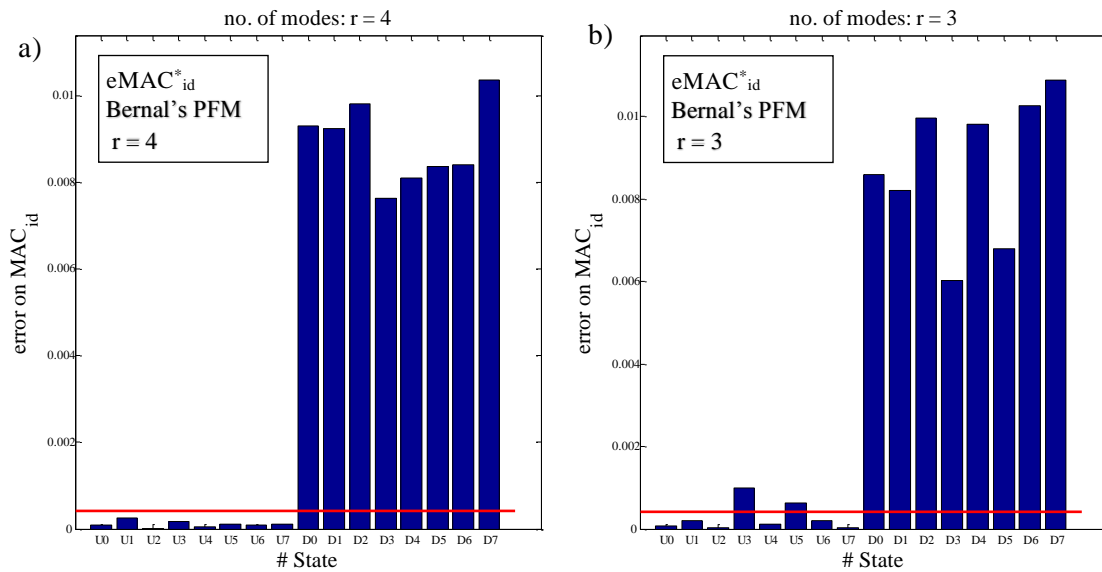 no. of modes: r = 4
a)
eMAC*id
Bernal's PFM
r = 4
error on MACid
0.01
0.008
0.006
0.004
0.002
0
U0 U1 U2 U3 U4 U5 U6 U7 D0 D1 D2 D3 D4 D5 D6 D7
# State
no. of modes: r = 3
b)
eMAC*id
Bernal's PFM
r = 3
error on MACid
0.01
0.008
0.006
0.004
0.002
0
U0 U1 U2 U3 U4 U5 U6 U7 D0 D1 D2 D3 D4 D5 D6 D7
# State